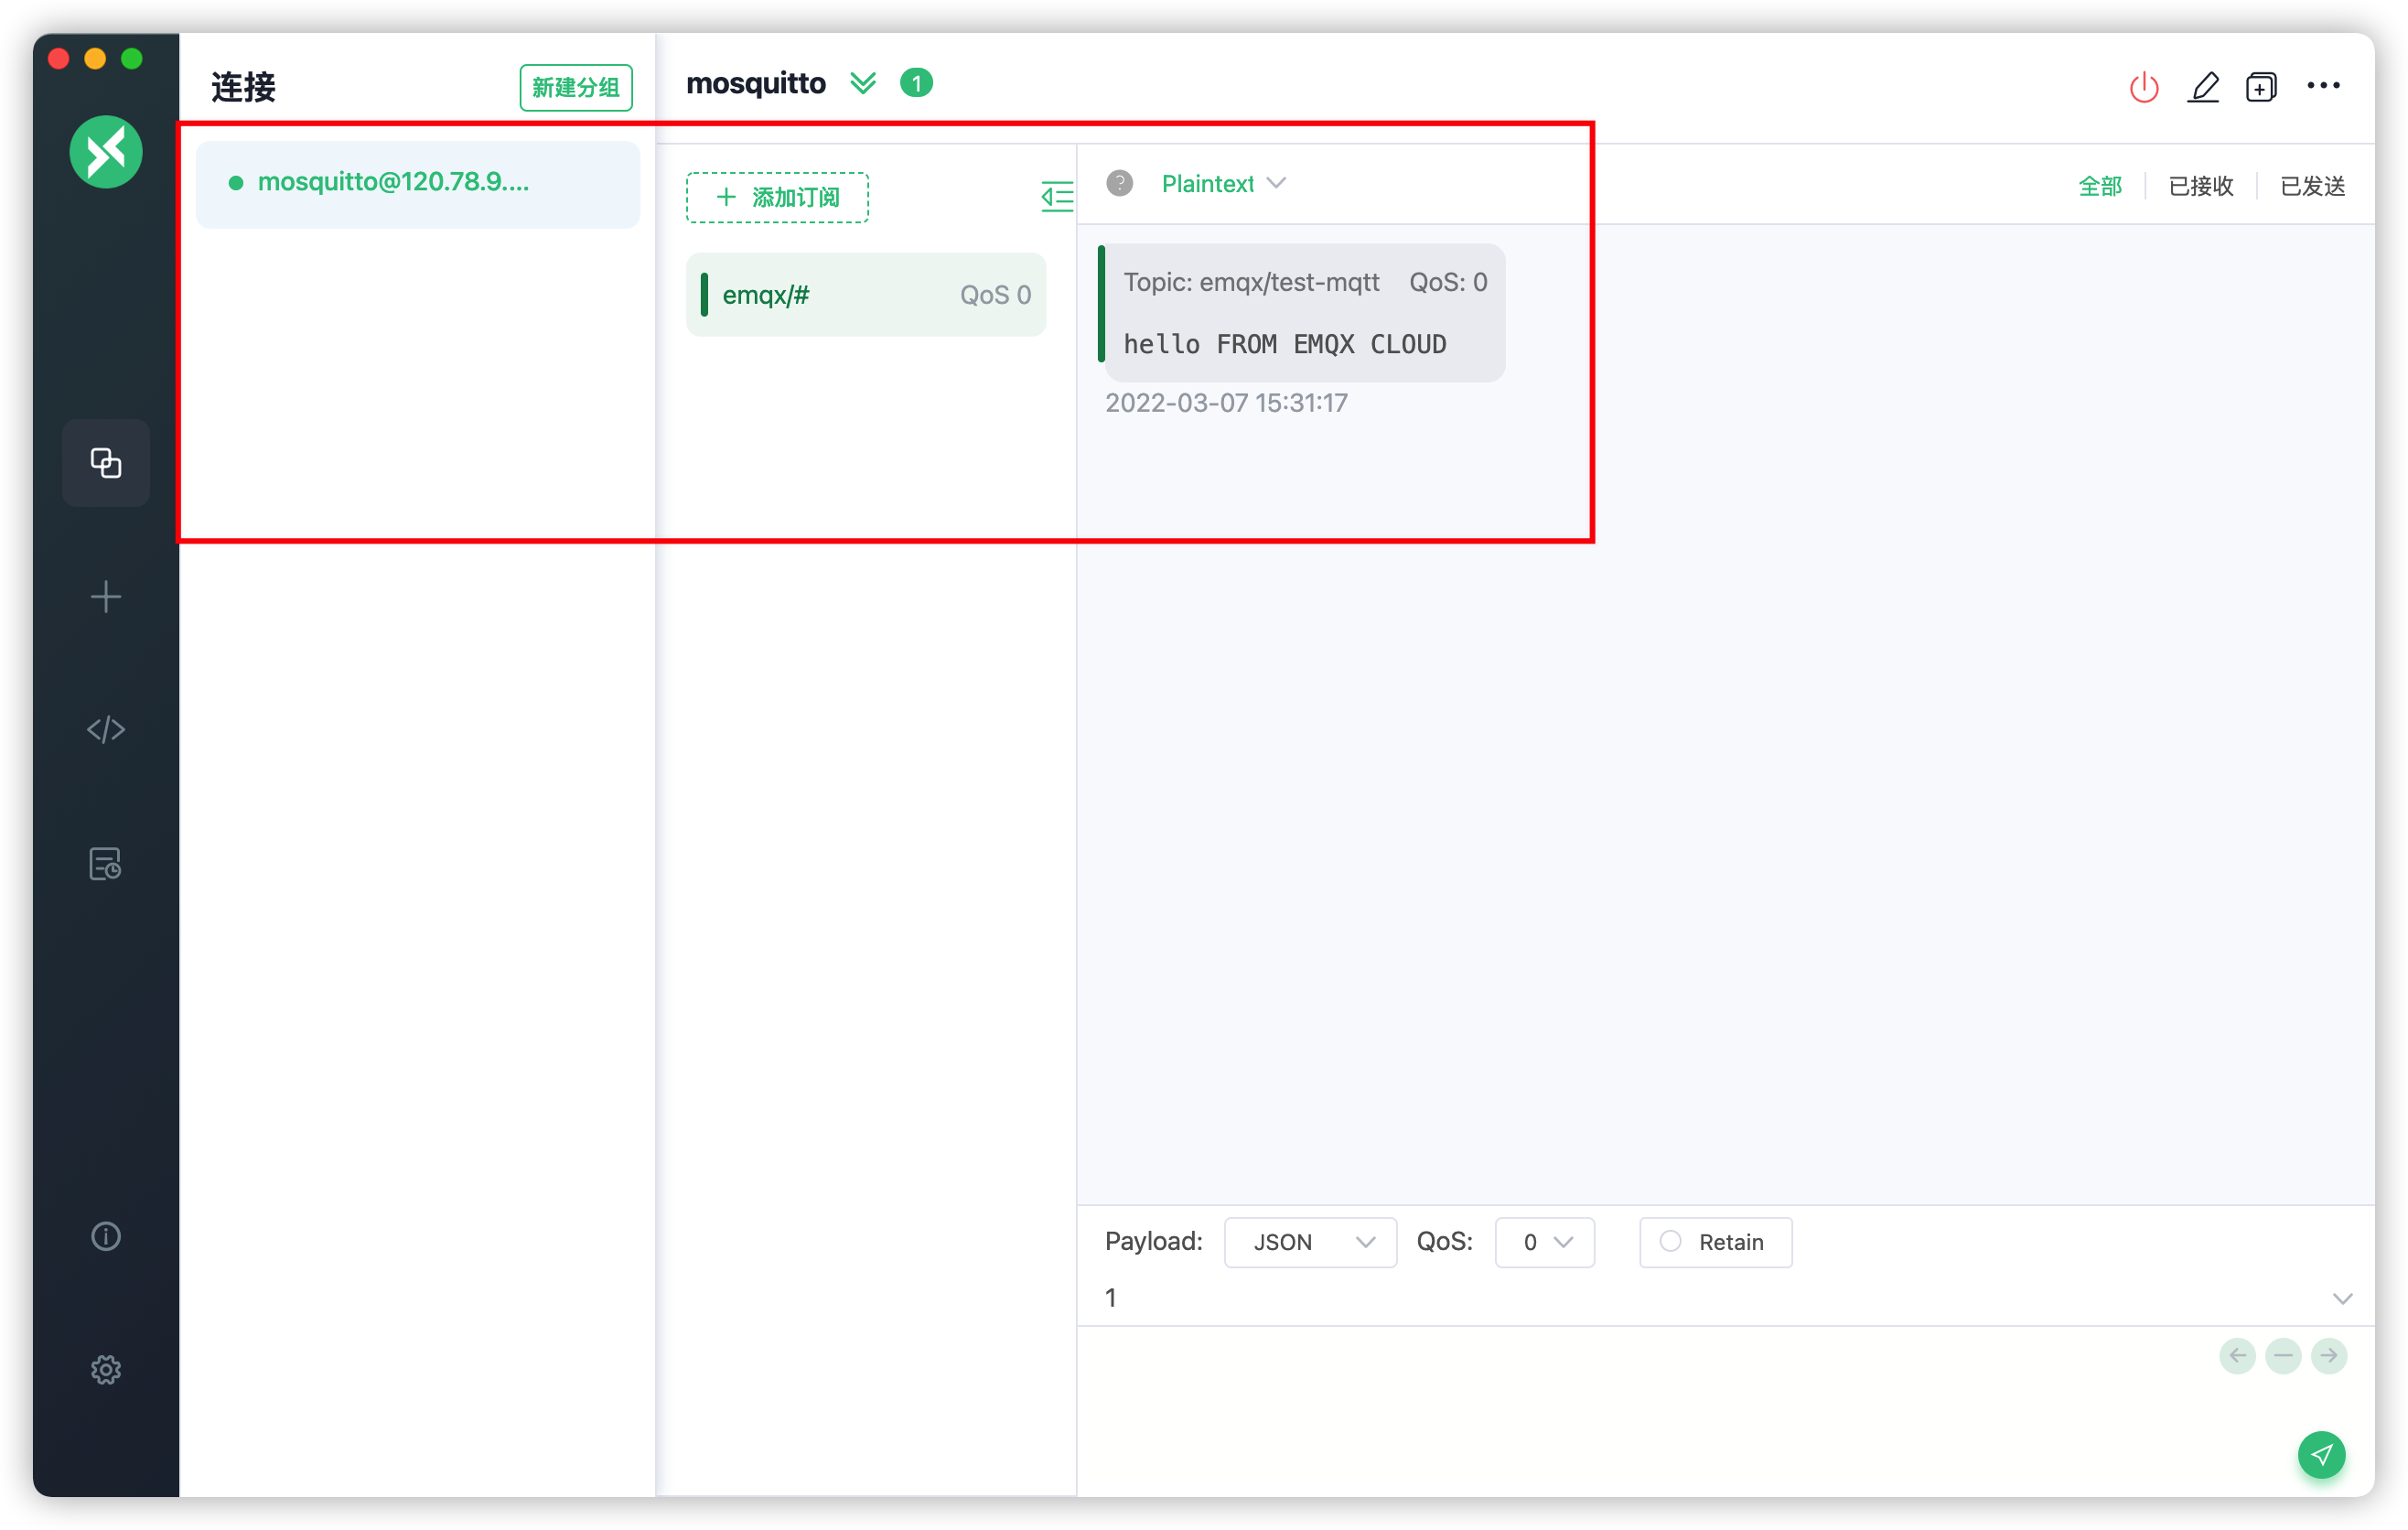 连接
新建分组
mosquitto 1
mosquitto@120.78.9....
添加订阅
emqx/# QoS 0
Plaintext
全部 已接收 已发送
Topic: emqx/test-mqtt QoS: 0
hello FROM EMQX CLOUD
2022-03-07 15:31:17
Payload: JSON QoS: 0 Retain
1